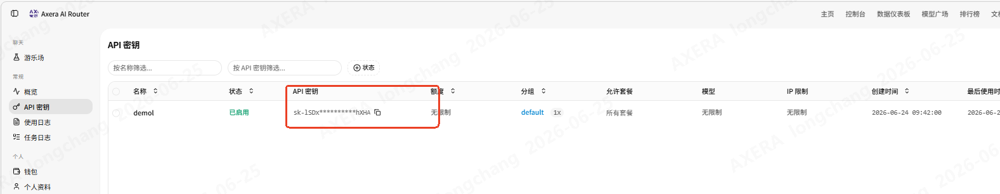 Axera AI Router
主页 控制台 数据仪表板 模型广场 排行榜
聊天
游乐场
常规
概览
API 密钥
使用日志
任务日志
个人
钱包
个人资料
API 密钥
按名称筛选... 按 API 密钥筛选... 状态
名称 状态 API 密钥 额度 分组 允许套餐 模型 IP 限制 创建时间 最后使用时
demol 已启用 sk-lSDx**********hXHA 无限制 default 1x 所有套餐 无限制 无限制 2026-06-24 09:42:00 2026-06-2
AXERA longchang 2026-06-25